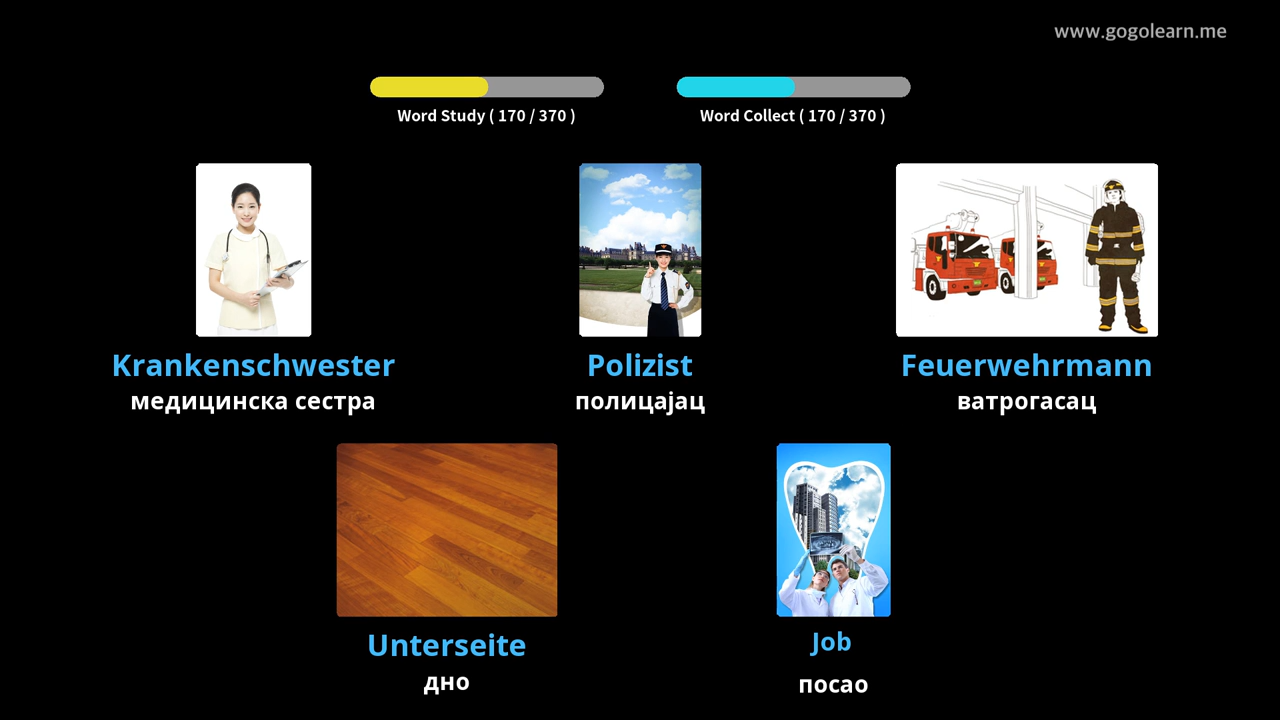 www.gogolearn.me
Word Study ( 170 / 370 )
Word Collect ( 170 / 370 )
Krankenschwester
медицинска сестра
Polizist
полицајац
Feuerwehrmann
ватрогасац
Unterseite
дно
Job
посао